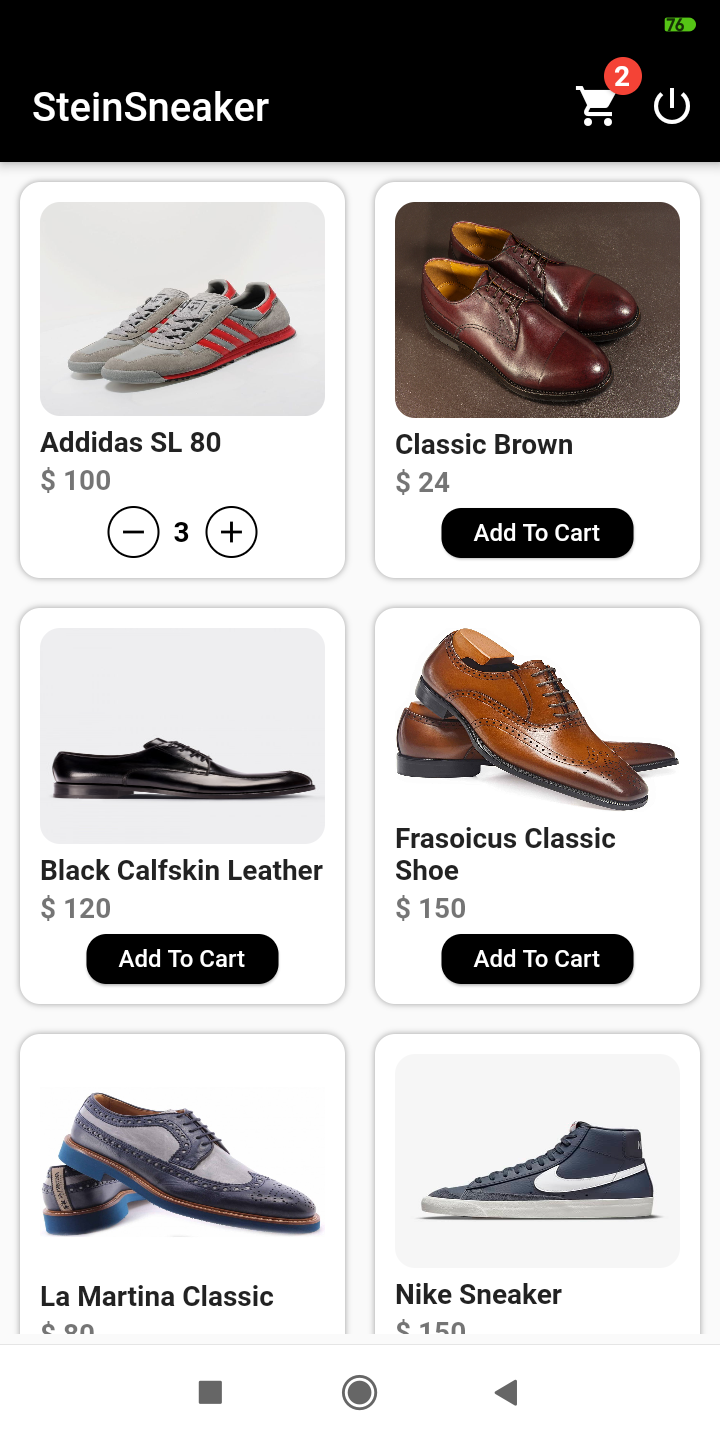 76
SteinSneaker
2
Addidas SL 80
$ 100
3
Classic Brown
$ 24
Add To Cart
Black Calfskin Leather
$ 120
Add To Cart
Frasoicus Classic
Shoe
$ 150
Add To Cart
La Martina Classic
$ 80
Nike Sneaker
$ 150